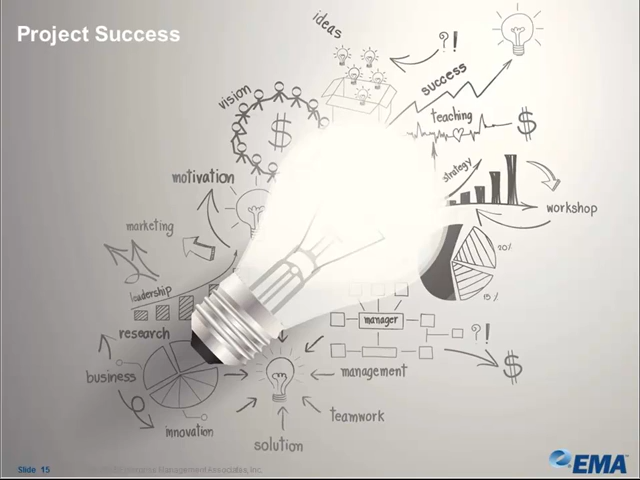 Project Success
ideas
?!
success
vision
$
teaching
$
strategy
motivation
workshop
marketing
20%
15%
leadership
manager
?!
research
$
business
management
teamwork
innovation
solution
Slide 15
Management Associates, Inc.
EMA